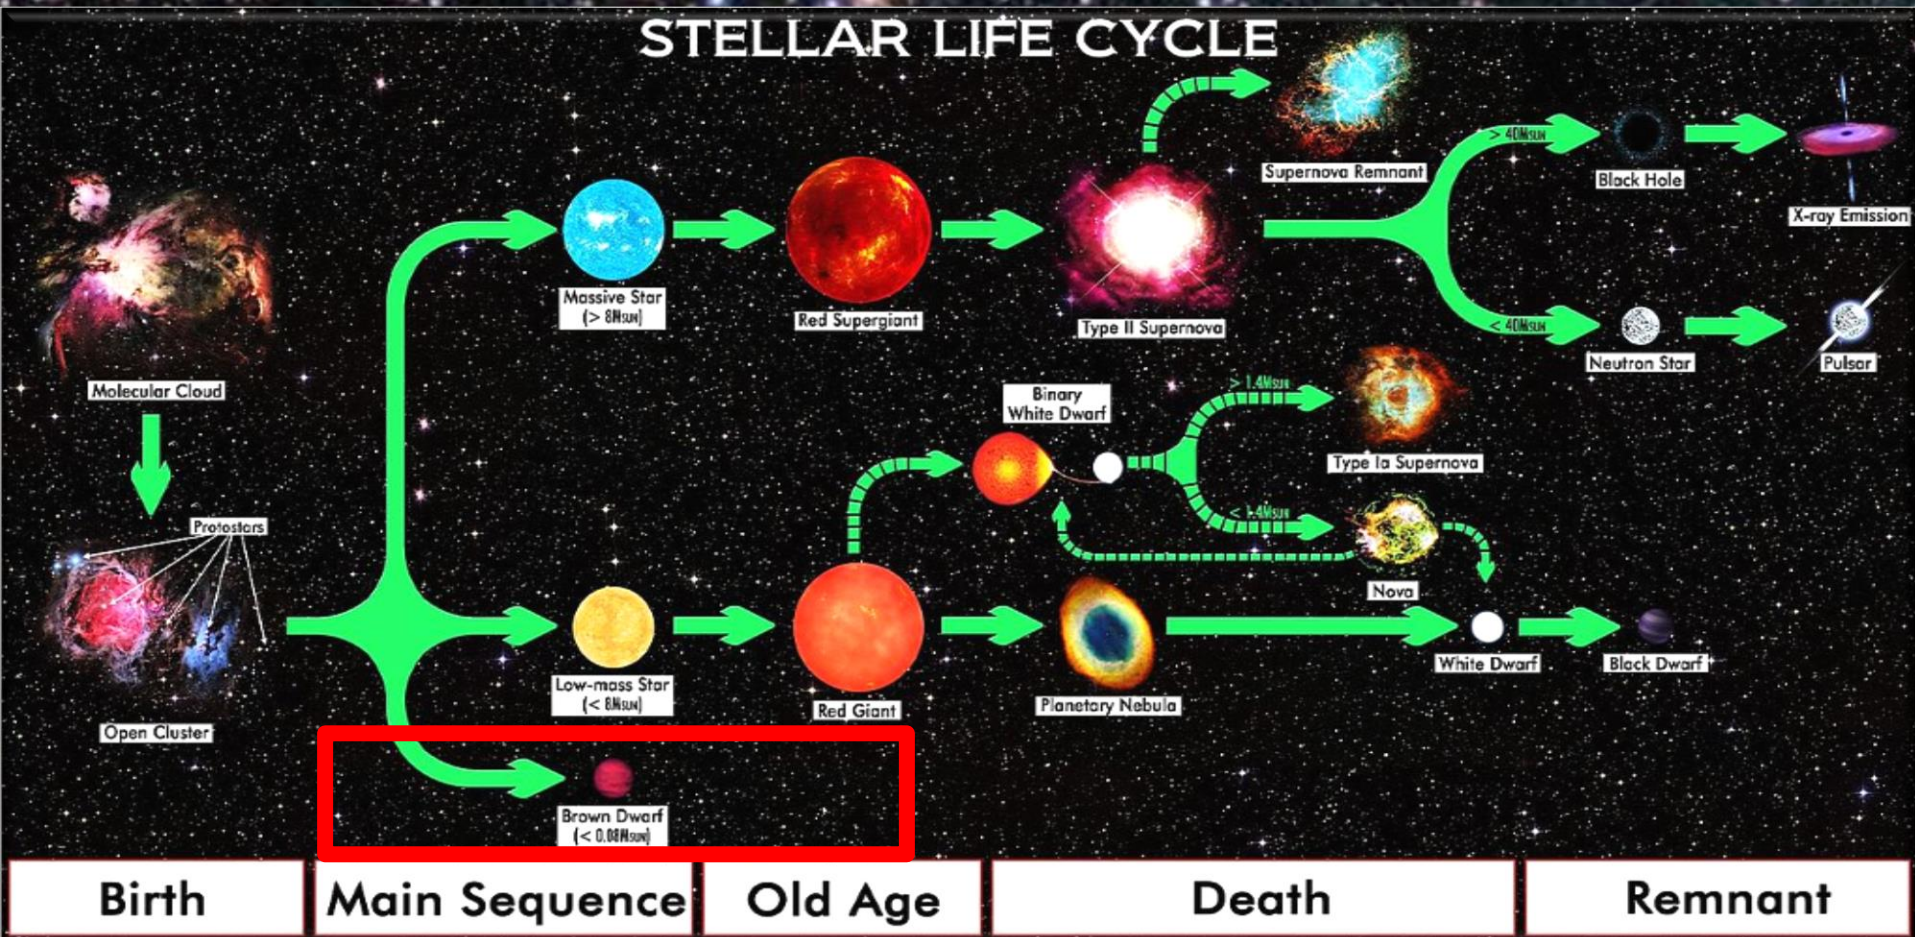 STELLAR LIFE CYCLE
Supernova Remnant
> 40MSUN
Black Hole
X-ray Emission
Massive Star
(> 8MSUN)
Red Supergiant
Type II Supernova
< 40MSUN
Neutron Star
Pulsar
Molecular Cloud
Binary
White Dwarf
> 1.4MSUN
Type Ia Supernova
Protostars
< 1.4MSUN
Nova
Low-mass Star
(< 8MSUN)
Red Giant
Planetary Nebula
White Dwarf
Black Dwarf
Open Cluster
Brown Dwarf
(< 0.08MSUN)
Birth
Main Sequence
Old Age
Death
Remnant